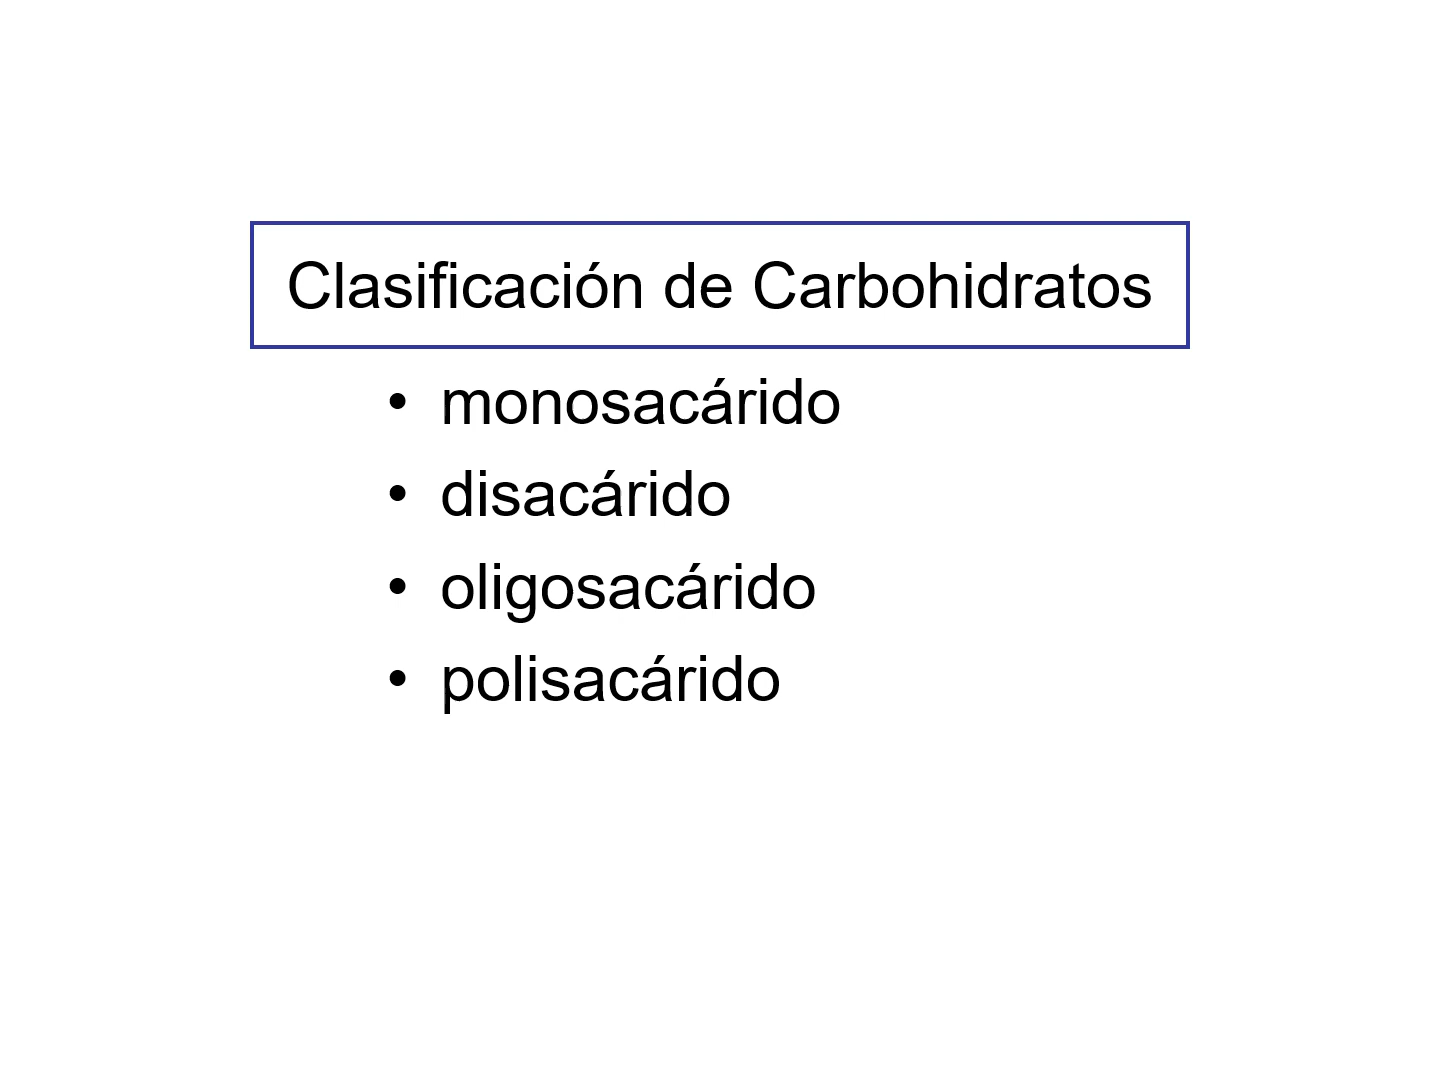 Clasificación de Carbohidratos
• monosacárido
• disacárido
• oligosacárido
• polisacárido